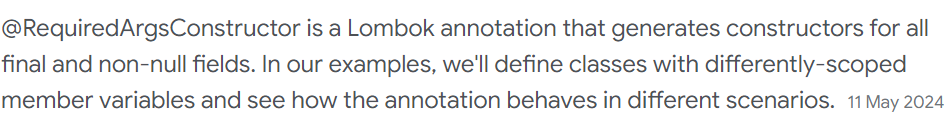 @RequiredArgsConstructor is a Lombok annotation that generates constructors for all
final and non-null fields. In our examples, we'll define classes with differently-scoped
member variables and see how the annotation behaves in different scenarios. 11 May 2024